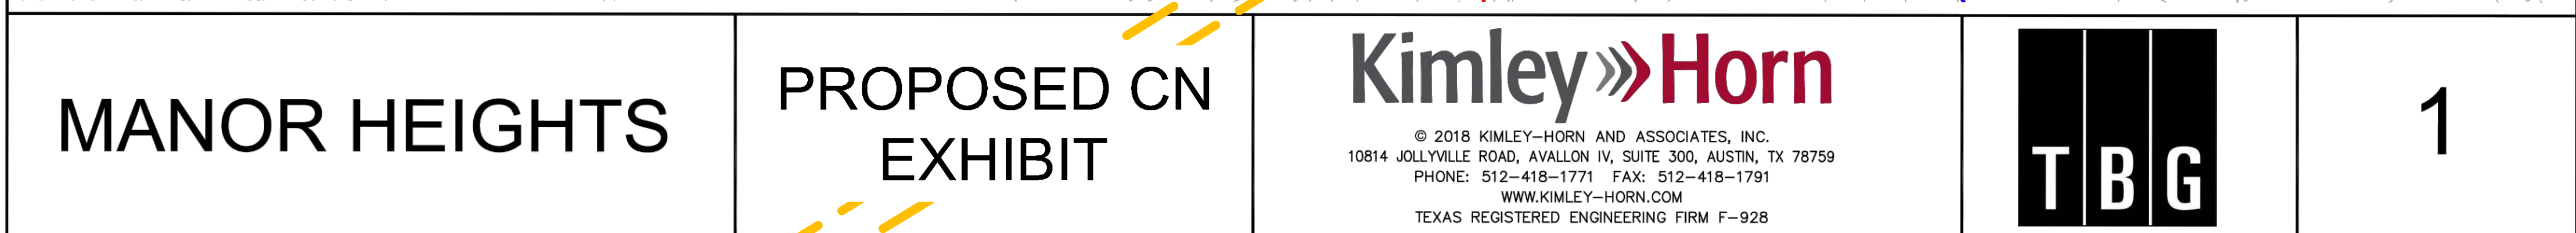 MANOR HEIGHTS
PROPOSED CN
EXHIBIT
Kimley Horn
© 2018 KIMLEY-HORN AND ASSOCIATES, INC.
10814 JOLLYVILLE ROAD, AVALLON IV, SUITE 300, AUSTIN, TX 78759
PHONE: 512-418-1771 FAX: 512-418-1791
WWW.KIMLEY-HORN.COM
TEXAS REGISTERED ENGINEERING FIRM F-928
TBG
1